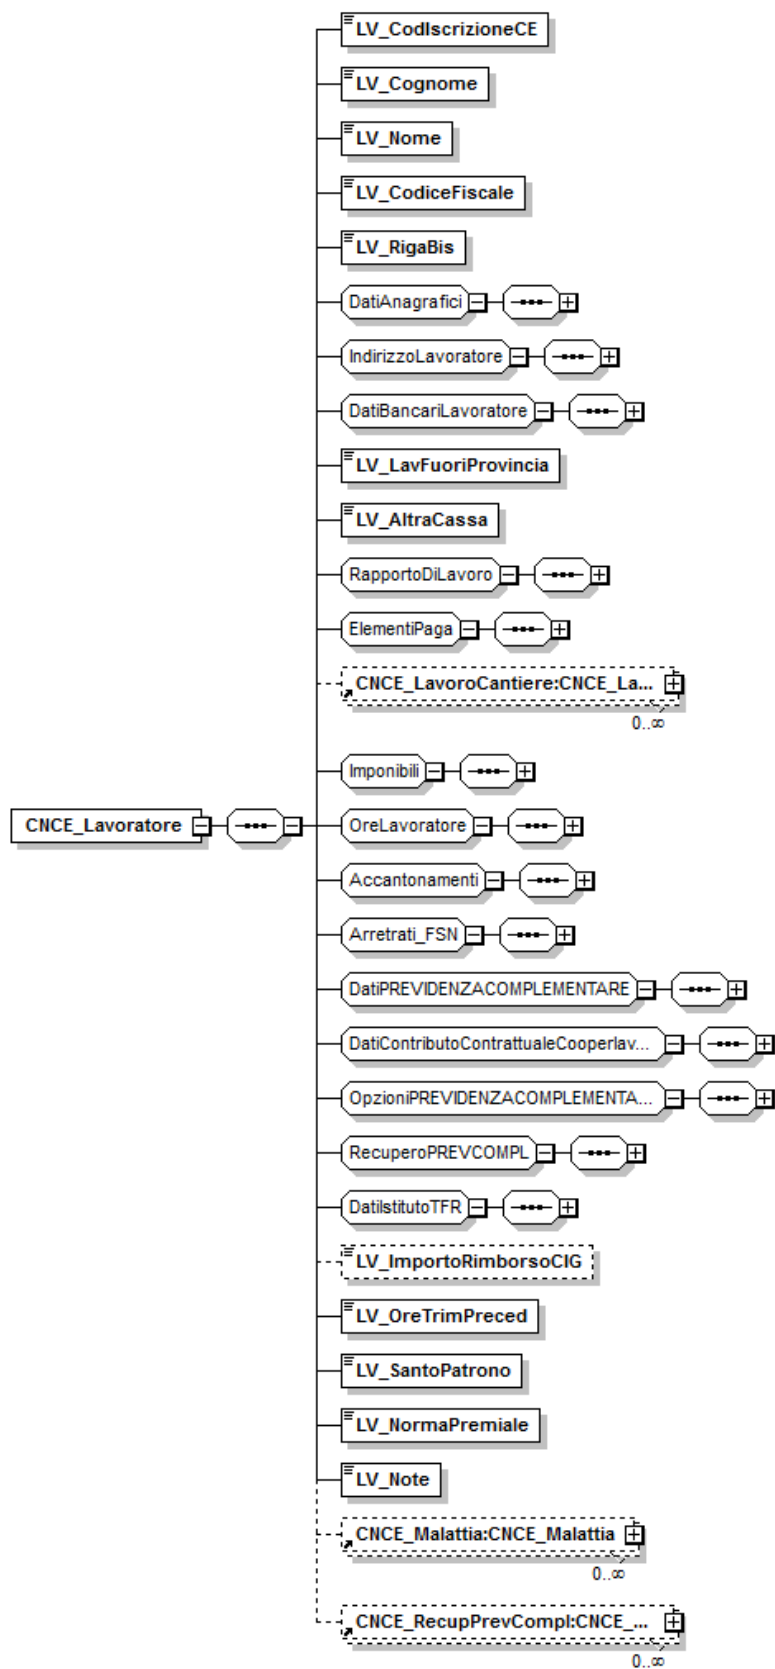 LV_CodIscrizioneCE
LV_Cognome
LV_Nome
LV_CodiceFiscale
LV_RigaBis
DatiAnagrafici
IndirizzoLavoratore
DatiBancariLavoratore
LV_LavFuoriProvincia
LV_AltraCassa
RapportoDiLavoro
ElementiPaga
CNCE_LavoroCantiere:CNCE_La...
0..∞
Imponibili
CNCE_Lavoratore
OreLavoratore
Accantonamenti
Arretrati_FSN
DatiPREVIDENZACOMPLEMENTARE
DatiContributoContrattualeCooperlav...
OpzioniPREVIDENZACOMPLEMENTA...
RecuperoPREVCOMPL
DatiIstitutoTFR
LV_ImportoRimborsoCIG
LV_OreTrimPreced
LV_SantoPatrono
LV_NormaPremiale
LV_Note
CNCE_Malattia:CNCE_Malattia
0..∞
CNCE_RecupPrevCompl:CNCE_...
0..∞